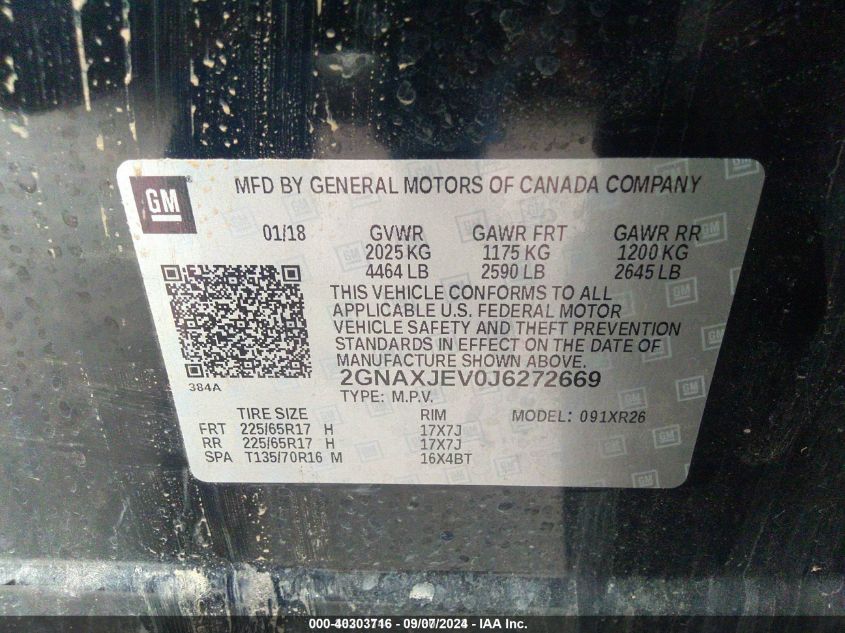 GM
MFD BY GENERAL MOTORS OF CANADA COMPANY
01/18 GVWR GAWR FRT GAWR RR
2025 KG 1175 KG 1200 KG
4464 LB 2590 LB 2645 LB
THIS VEHICLE CONFORMS TO ALL
APPLICABLE U.S. FEDERAL MOTOR
VEHICLE SAFETY AND THEFT PREVENTION
STANDARDS IN EFFECT ON THE DATE OF
MANUFACTURE SHOWN ABOVE.
384A
2GNAXJEV0J6272669
TYPE: M.P.V.
TIRE SIZE RIM MODEL: 091XR26
FRT 225/65R17 H 17X7J
RR 225/65R17 H 17X7J
SPA T135/70R16 M 16X4BT
000-40303716 - 09/07/2024 - IAA Inc.